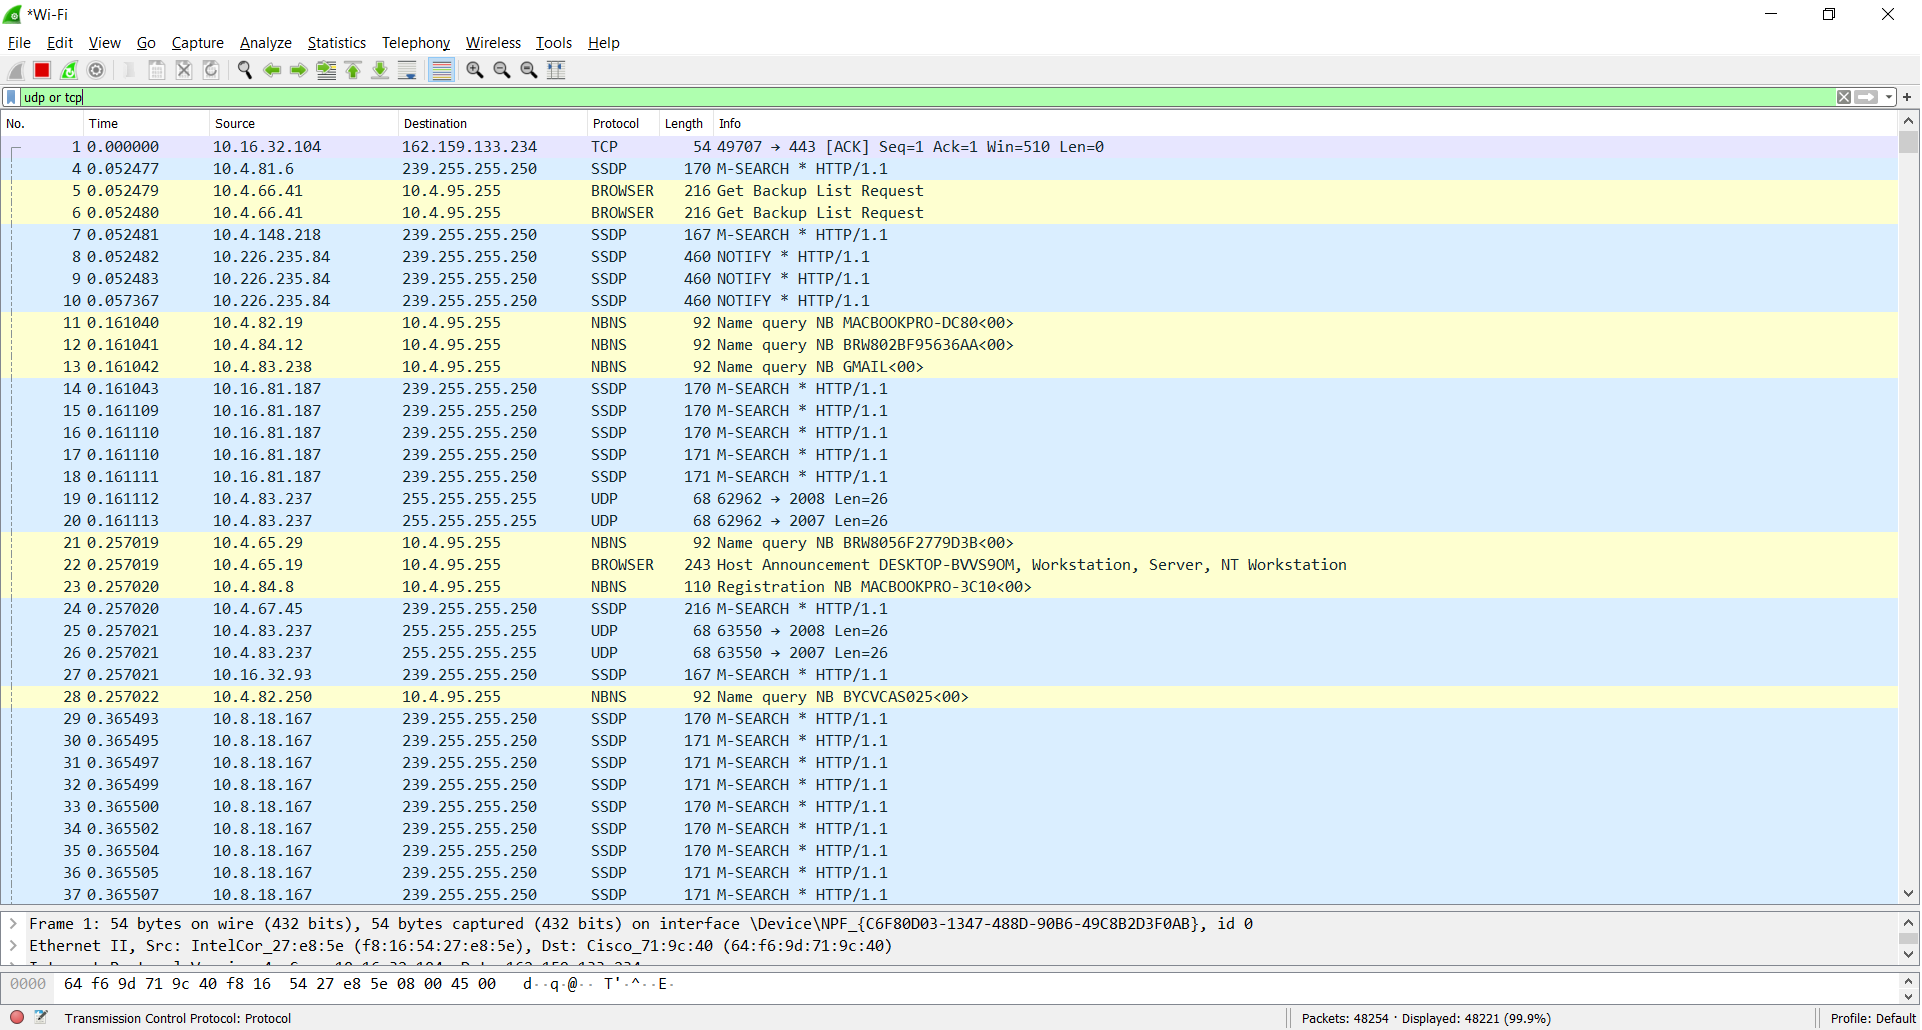 *Wi-Fi
File Edit View Go Capture Analyze Statistics Telephony Wireless Tools Help
udp or tcp
No. Time Source Destination Protocol Length Info
1 0.000000 10.16.32.104 162.159.133.234 TCP 54 49707 → 443 [ACK] Seq=1 Ack=1 Win=510 Len=0
4 0.052477 10.4.81.6 239.255.255.250 SSDP 170 M-SEARCH * HTTP/1.1
5 0.052479 10.4.66.41 10.4.95.255 BROWSER 216 Get Backup List Request
6 0.052480 10.4.66.41 10.4.95.255 BROWSER 216 Get Backup List Request
7 0.052481 10.4.148.218 239.255.255.250 SSDP 167 M-SEARCH * HTTP/1.1
8 0.052482 10.226.235.84 239.255.255.250 SSDP 460 NOTIFY * HTTP/1.1
9 0.052483 10.226.235.84 239.255.255.250 SSDP 460 NOTIFY * HTTP/1.1
10 0.057367 10.226.235.84 239.255.255.250 SSDP 460 NOTIFY * HTTP/1.1
11 0.161040 10.4.82.19 10.4.95.255 NBNS 92 Name query NB MACBOOKPRO-DC80<00>
12 0.161041 10.4.84.12 10.4.95.255 NBNS 92 Name query NB BRW802BF95636AA<00>
13 0.161042 10.4.83.238 10.4.95.255 NBNS 92 Name query NB GMAIL<00>
14 0.161043 10.16.81.187 239.255.255.250 SSDP 170 M-SEARCH * HTTP/1.1
15 0.161109 10.16.81.187 239.255.255.250 SSDP 170 M-SEARCH * HTTP/1.1
16 0.161110 10.16.81.187 239.255.255.250 SSDP 170 M-SEARCH * HTTP/1.1
17 0.161110 10.16.81.187 239.255.255.250 SSDP 171 M-SEARCH * HTTP/1.1
18 0.161111 10.16.81.187 239.255.255.250 SSDP 171 M-SEARCH * HTTP/1.1
19 0.161112 10.4.83.237 255.255.255.255 UDP 68 62962 → 2008 Len=26
20 0.161113 10.4.83.237 255.255.255.255 UDP 68 62962 → 2007 Len=26
21 0.257019 10.4.65.29 10.4.95.255 NBNS 92 Name query NB BRW8056F2779D3B<00>
22 0.257019 10.4.65.19 10.4.95.255 BROWSER 243 Host Announcement DESKTOP-BVVS9OM, Workstation, Server, NT Workstation
23 0.257020 10.4.84.8 10.4.95.255 NBNS 110 Registration NB MACBOOKPRO-3C10<00>
24 0.257020 10.4.67.45 239.255.255.250 SSDP 216 M-SEARCH * HTTP/1.1
25 0.257021 10.4.83.237 255.255.255.255 UDP 68 63550 → 2008 Len=26
26 0.257021 10.4.83.237 255.255.255.255 UDP 68 63550 → 2007 Len=26
27 0.257021 10.16.32.93 239.255.255.250 SSDP 167 M-SEARCH * HTTP/1.1
28 0.257022 10.4.82.250 10.4.95.255 NBNS 92 Name query NB BYCVCAS025<00>
29 0.365493 10.8.18.167 239.255.255.250 SSDP 170 M-SEARCH * HTTP/1.1
30 0.365495 10.8.18.167 239.255.255.250 SSDP 171 M-SEARCH * HTTP/1.1
31 0.365497 10.8.18.167 239.255.255.250 SSDP 171 M-SEARCH * HTTP/1.1
32 0.365499 10.8.18.167 239.255.255.250 SSDP 171 M-SEARCH * HTTP/1.1
33 0.365500 10.8.18.167 239.255.255.250 SSDP 170 M-SEARCH * HTTP/1.1
34 0.365502 10.8.18.167 239.255.255.250 SSDP 170 M-SEARCH * HTTP/1.1
35 0.365504 10.8.18.167 239.255.255.250 SSDP 170 M-SEARCH * HTTP/1.1
36 0.365505 10.8.18.167 239.255.255.250 SSDP 171 M-SEARCH * HTTP/1.1
37 0.365507 10.8.18.167 239.255.255.250 SSDP 171 M-SEARCH * HTTP/1.1
Frame 1: 54 bytes on wire (432 bits), 54 bytes captured (432 bits) on interface \Device\NPF_{C6F80D03-1347-488D-90B6-49C8B2D3F0AB}, id 0
Ethernet II, Src: IntelCor_27:e8:5e (f8:16:54:27:e8:5e), Dst: Cisco_71:9c:40 (64:f6:9d:71:9c:40)
0000 64 f6 9d 71 9c 40 f8 16 54 27 e8 5e 08 00 45 00 d··q·@·· T'·^··E·
Transmission Control Protocol: Protocol
Packets: 48254 · Displayed: 48221 (99.9%)
Profile: Default